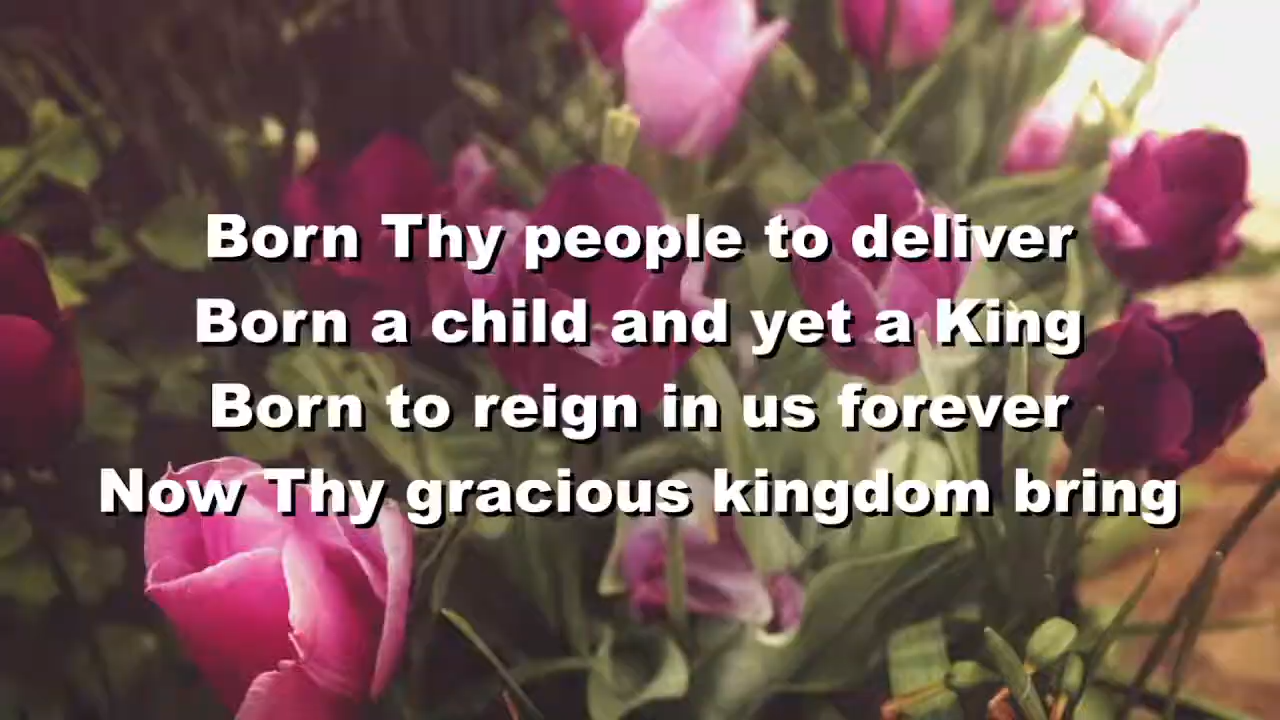 Born Thy people to deliver
Born a child and yet a King
Born to reign in us forever
Now Thy gracious kingdom bring